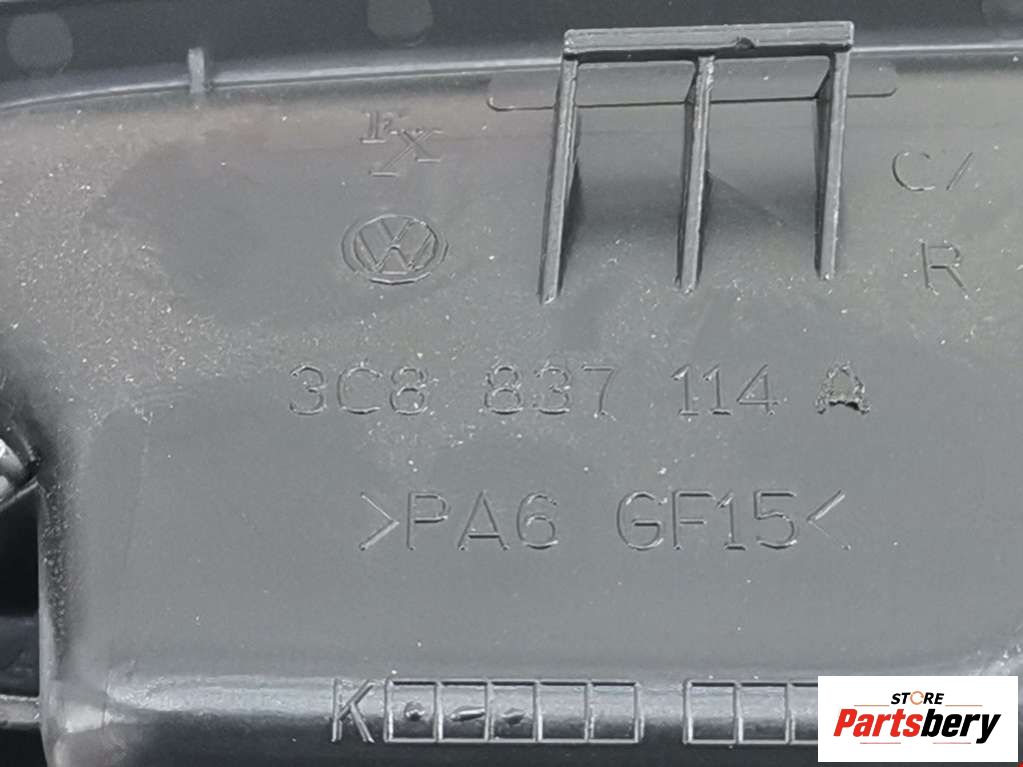 FX
C/
R
3C8 837 114 A
>PA6 GF15<
K
STORE
Partsbery